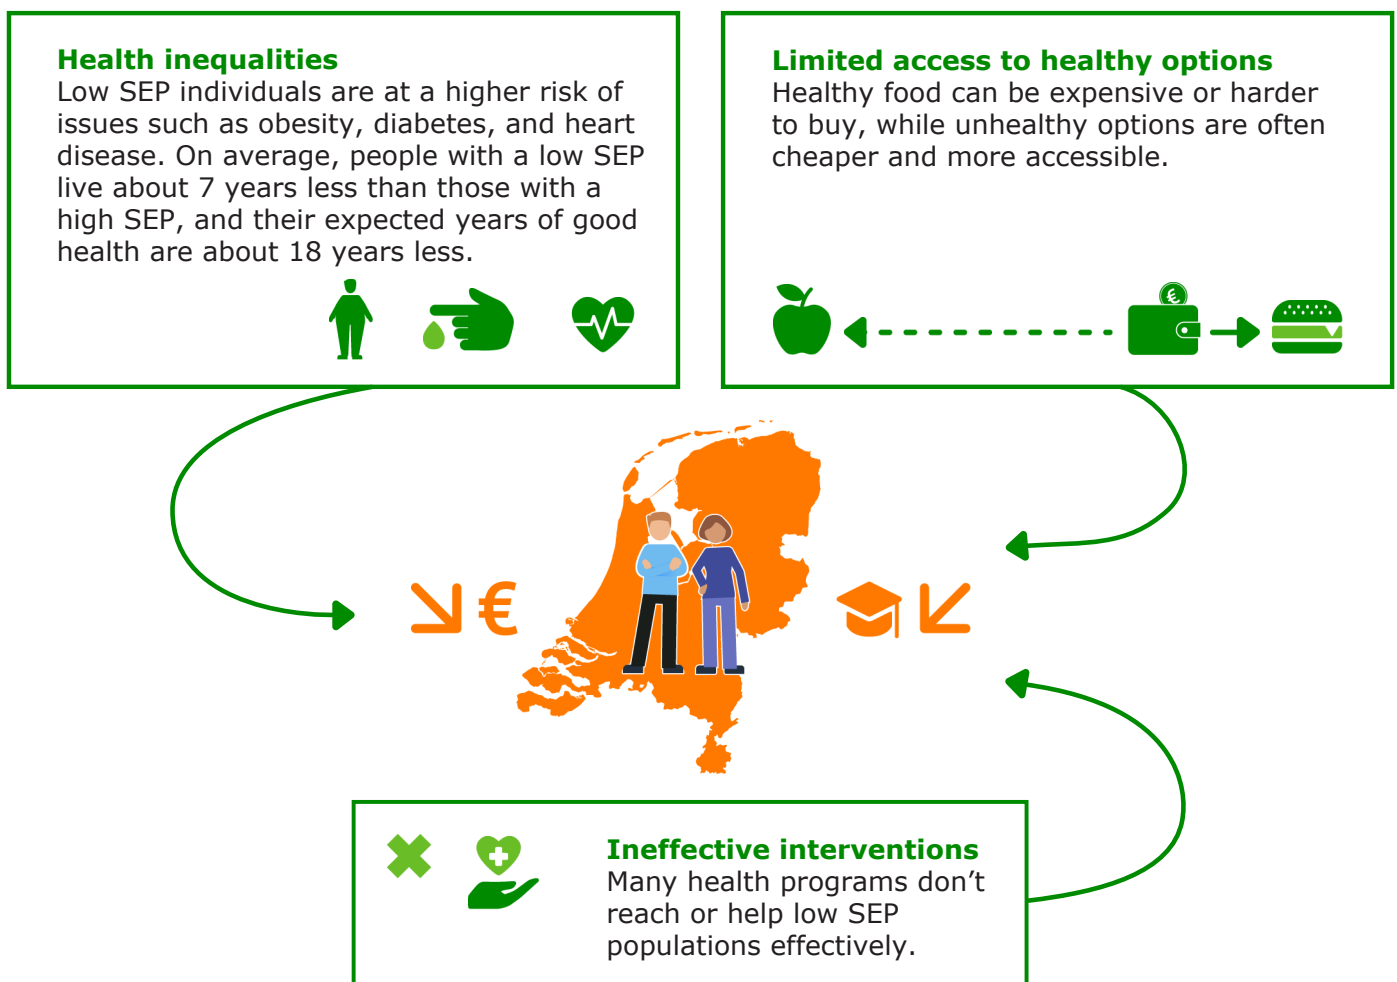 Health inequalities
Low SEP individuals are at a higher risk of
issues such as obesity, diabetes, and heart
disease. On average, people with a low SEP
live about 7 years less than those with a
high SEP, and their expected years of good
health are about 18 years less.
Limited access to healthy options
Healthy food can be expensive or harder
to buy, while unhealthy options are often
cheaper and more accessible.
€
€
Ineffective interventions
Many health programs don’t
reach or help low SEP
populations effectively.